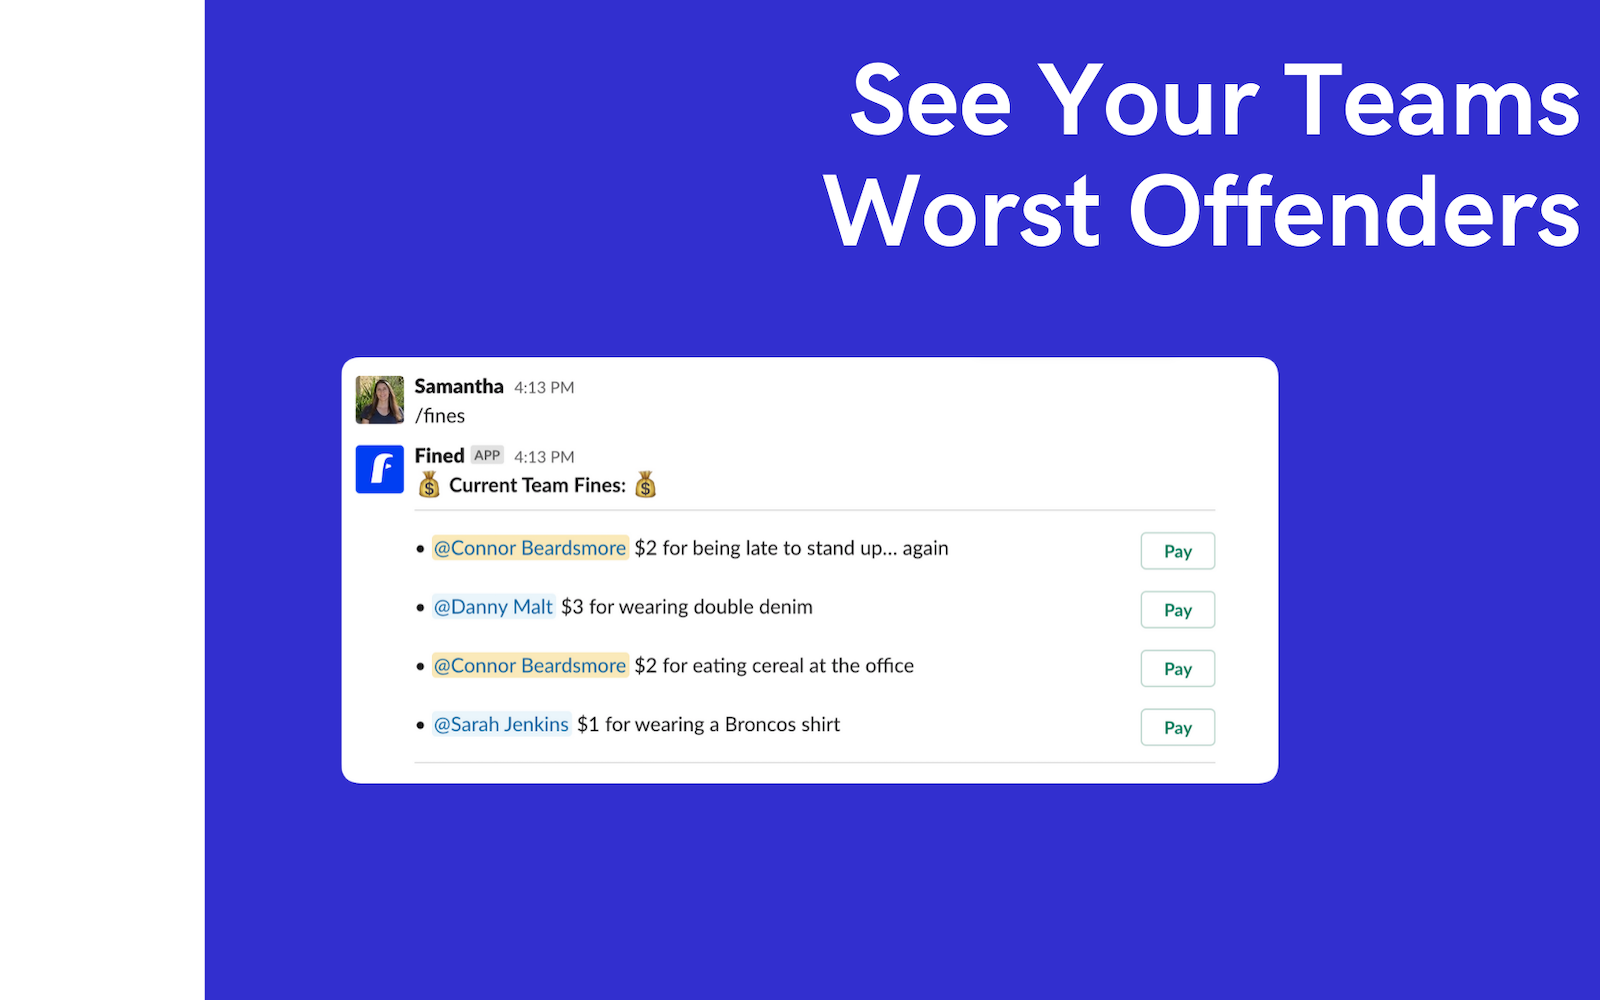 See Your Teams
Worst Offenders
Samantha 4:13 PM
/fines
Fined APP 4:13 PM
Current Team Fines:
• @Connor Beardsmore $2 for being late to stand up... again Pay
• @Danny Malt $3 for wearing double denim Pay
• @Connor Beardsmore $2 for eating cereal at the office Pay
• @Sarah Jenkins $1 for wearing a Broncos shirt Pay